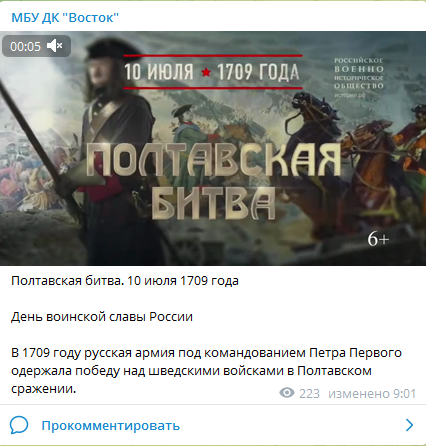 МБУ ДК "Восток"
00:05
10 ИЮЛЯ ★ 1709 ГОДА
РОССИЙСКОЕ
ВОЕННО
ИСТОРИЧЕСКОЕ
ОБЩЕСТВО
ПОЛТАВСКАЯ
БИТВА
6+
Полтавская битва. 10 июля 1709 года
День воинской славы России
В 1709 году русская армия под командованием Петра Первого
одержала победу над шведскими войсками в Полтавском
сражении.
223 изменено 9:01
Прокомментировать